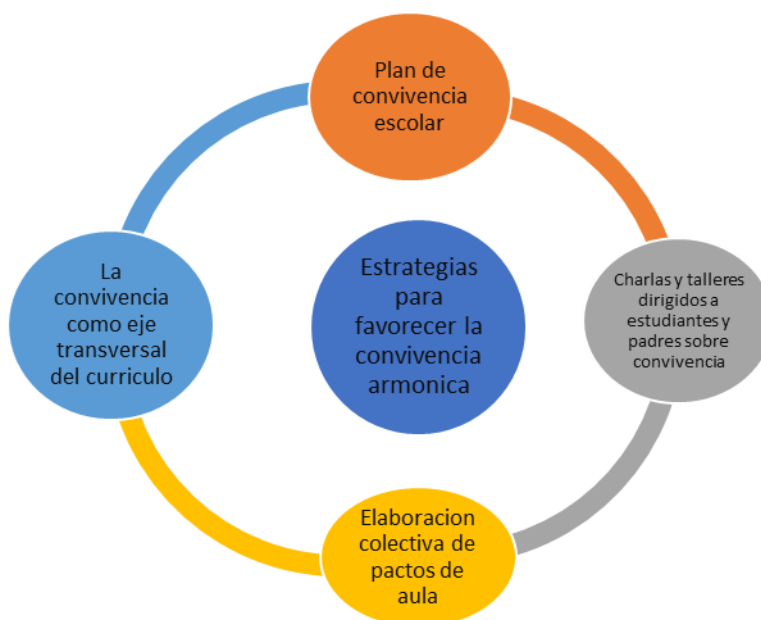 Plan de
convivencia
escolar
Charlas y talleres
dirigidos a
estudiantes y
padres sobre
convivencia
Elaboracion
colectiva de
pactos de
aula
La
convivencia
como eje
transversal
del curriculo
Estrategias
para
favorecer la
convivencia
armonica